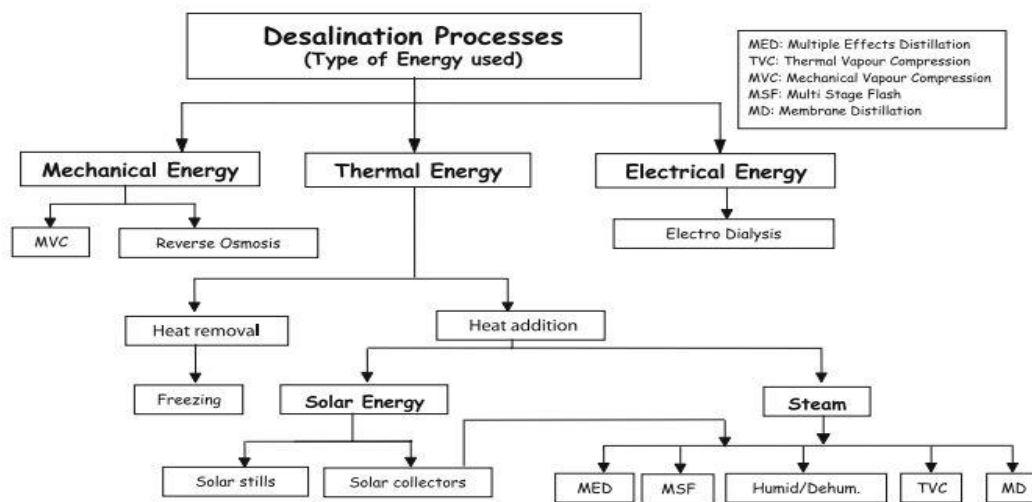 Desalination Processes
(Type of Energy used)
MED: Multiple Effects Distillation
TVC: Thermal Vapour Compression
MVC: Mechanical Vapour Compression
MSF: Multi Stage Flash
MD: Membrane Distillation
Mechanical Energy
Thermal Energy
Electrical Energy
MVC
Reverse Osmosis
Electro Dialysis
Heat removal
Heat addition
Freezing
Solar Energy
Steam
Solar stills
Solar collectors
MED
MSF
Humid/Dehum.
TVC
MD